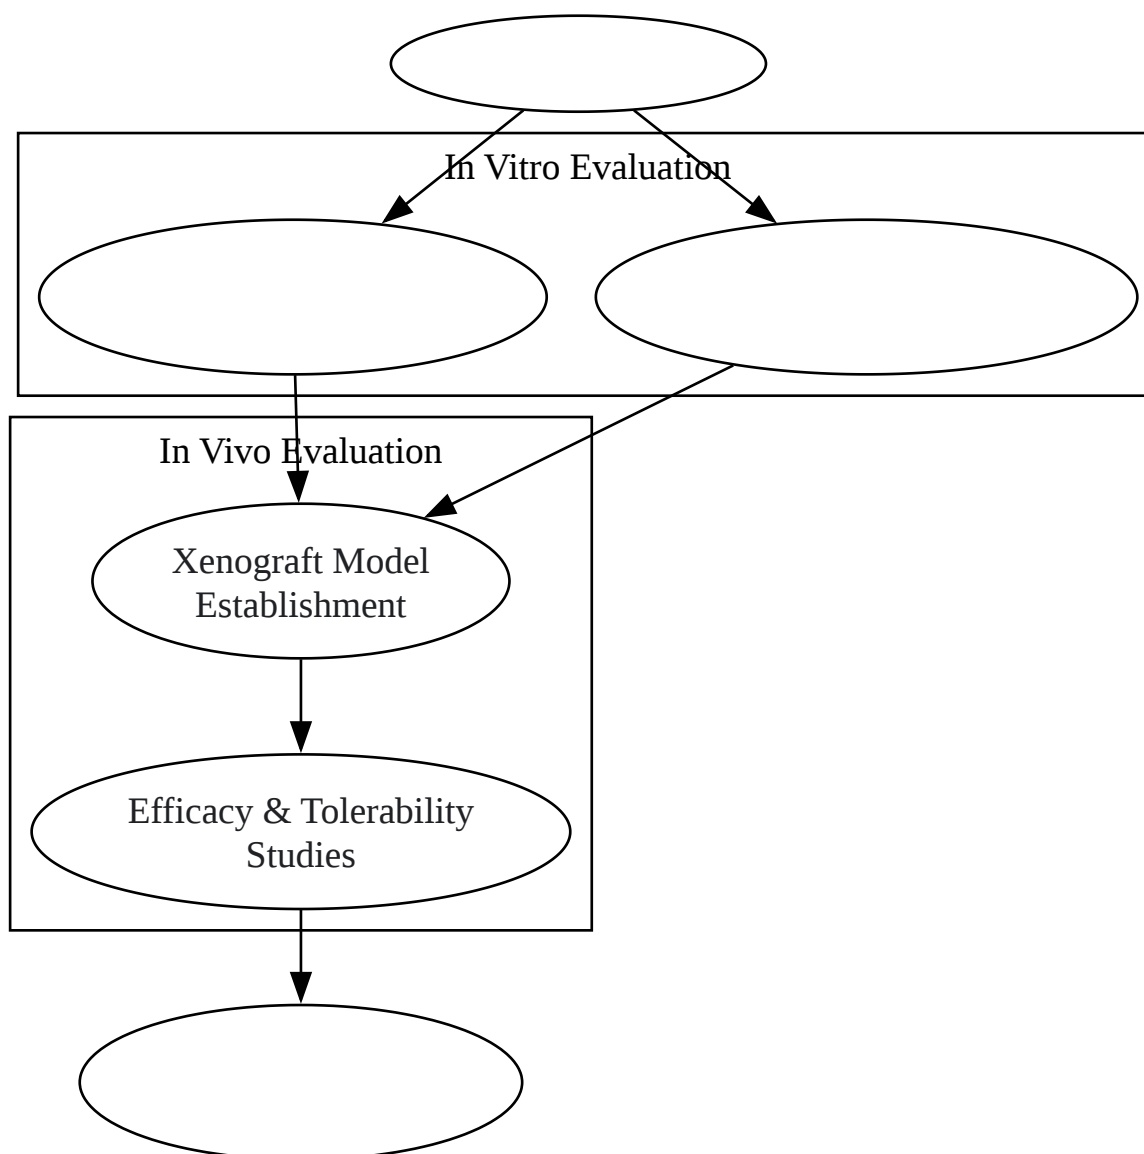 In Vitro Evaluation
In Vivo Evaluation
Xenograft Model
Establishment
Efficacy & Tolerability
Studies